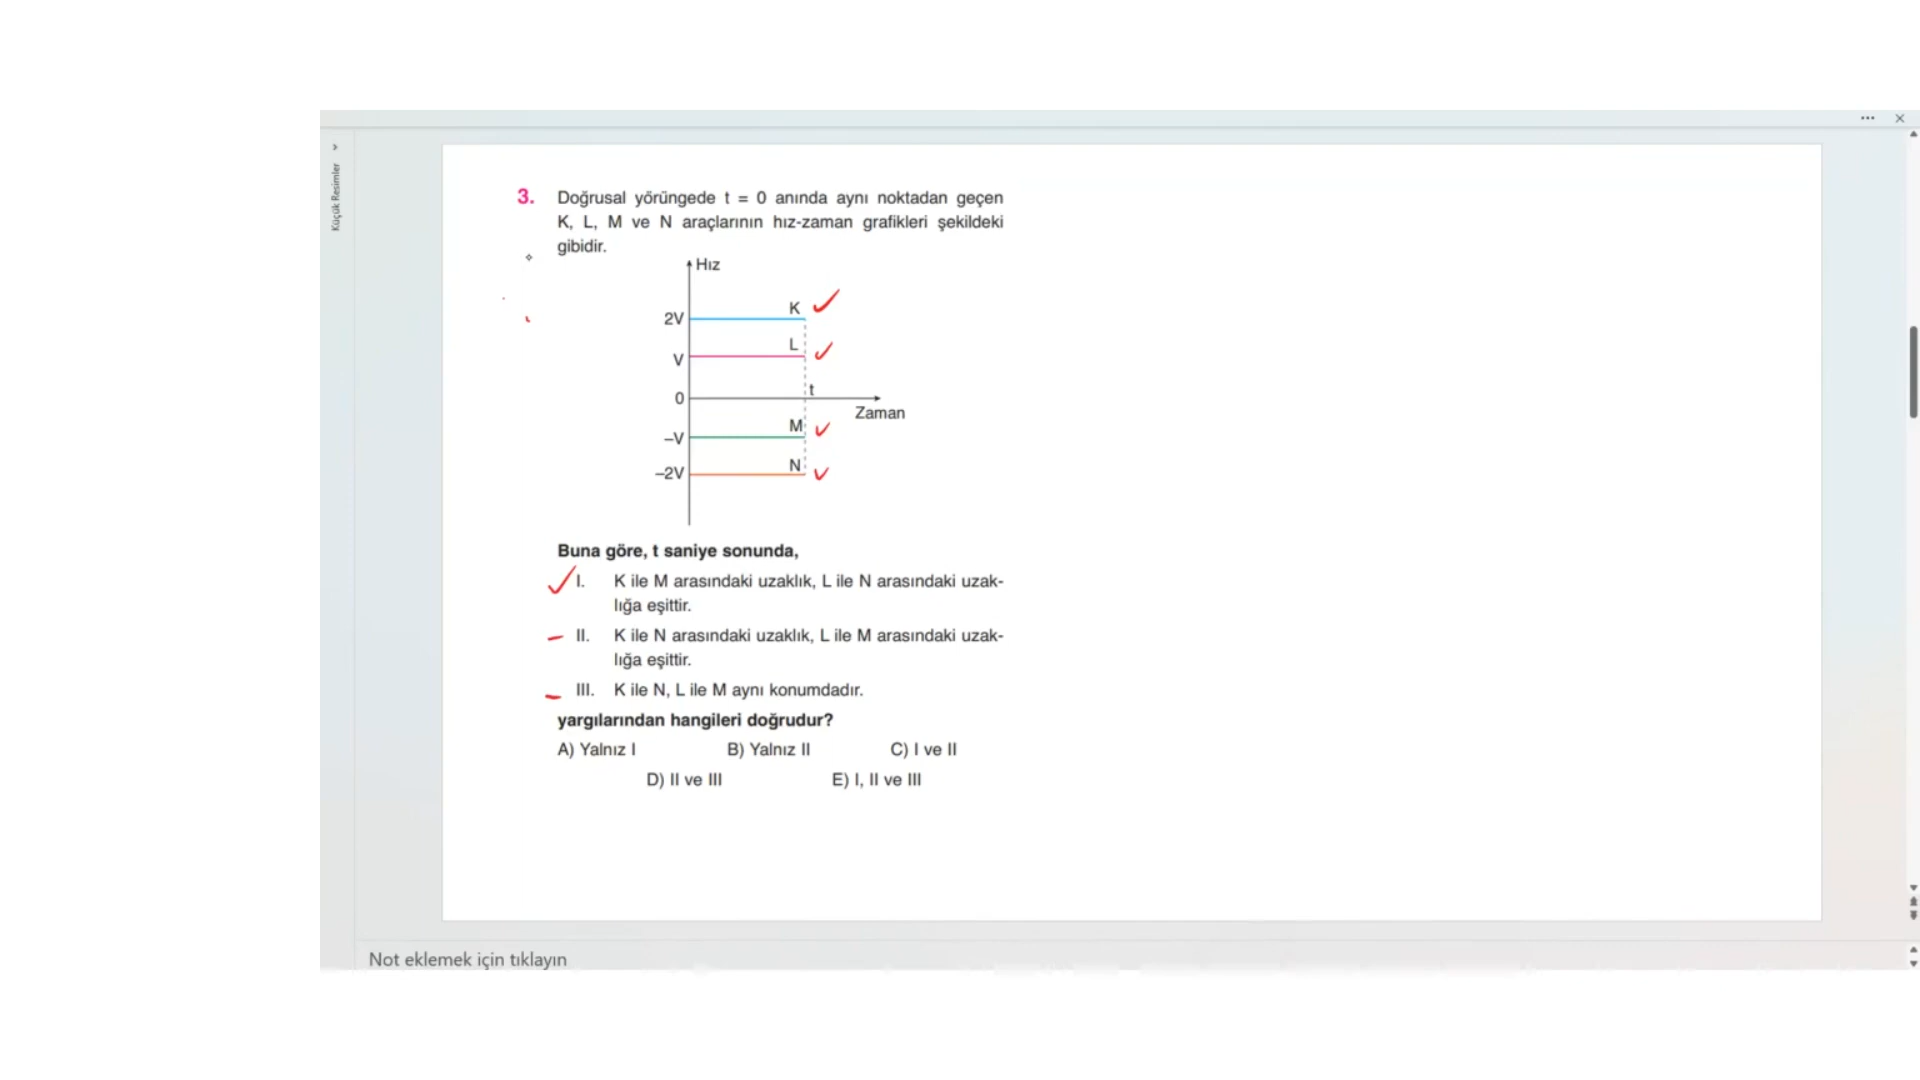 Küçük Resimler
3. Doğrusal yörüngede t = 0 anında aynı noktadan geçen
K, L, M ve N araçlarının hız-zaman grafikleri şekildeki
gibidir.
Hız
K
2V
L
V
t
0
Zaman
M
–V
N
–2V
Buna göre, t saniye sonunda,
I. K ile M arasındaki uzaklık, L ile N arasındaki uzak-
lığa eşittir.
II. K ile N arasındaki uzaklık, L ile M arasındaki uzak-
lığa eşittir.
III. K ile N, L ile M aynı konumdadır.
yargılarından hangileri doğrudur?
A) Yalnız I B) Yalnız II C) I ve II
D) II ve III E) I, II ve III
Not eklemek için tıklayın